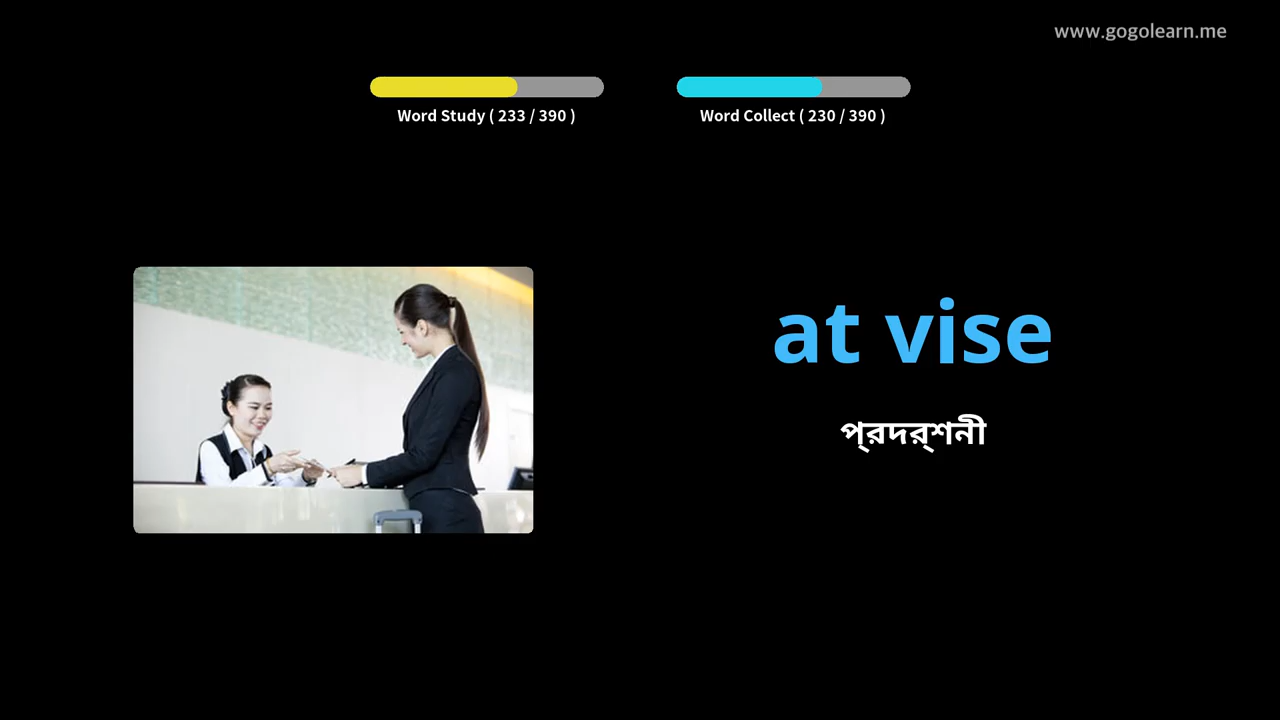 www.gogolearn.me
Word Study ( 233 / 390 )
Word Collect ( 230 / 390 )
at vise
প্রদর্শনী